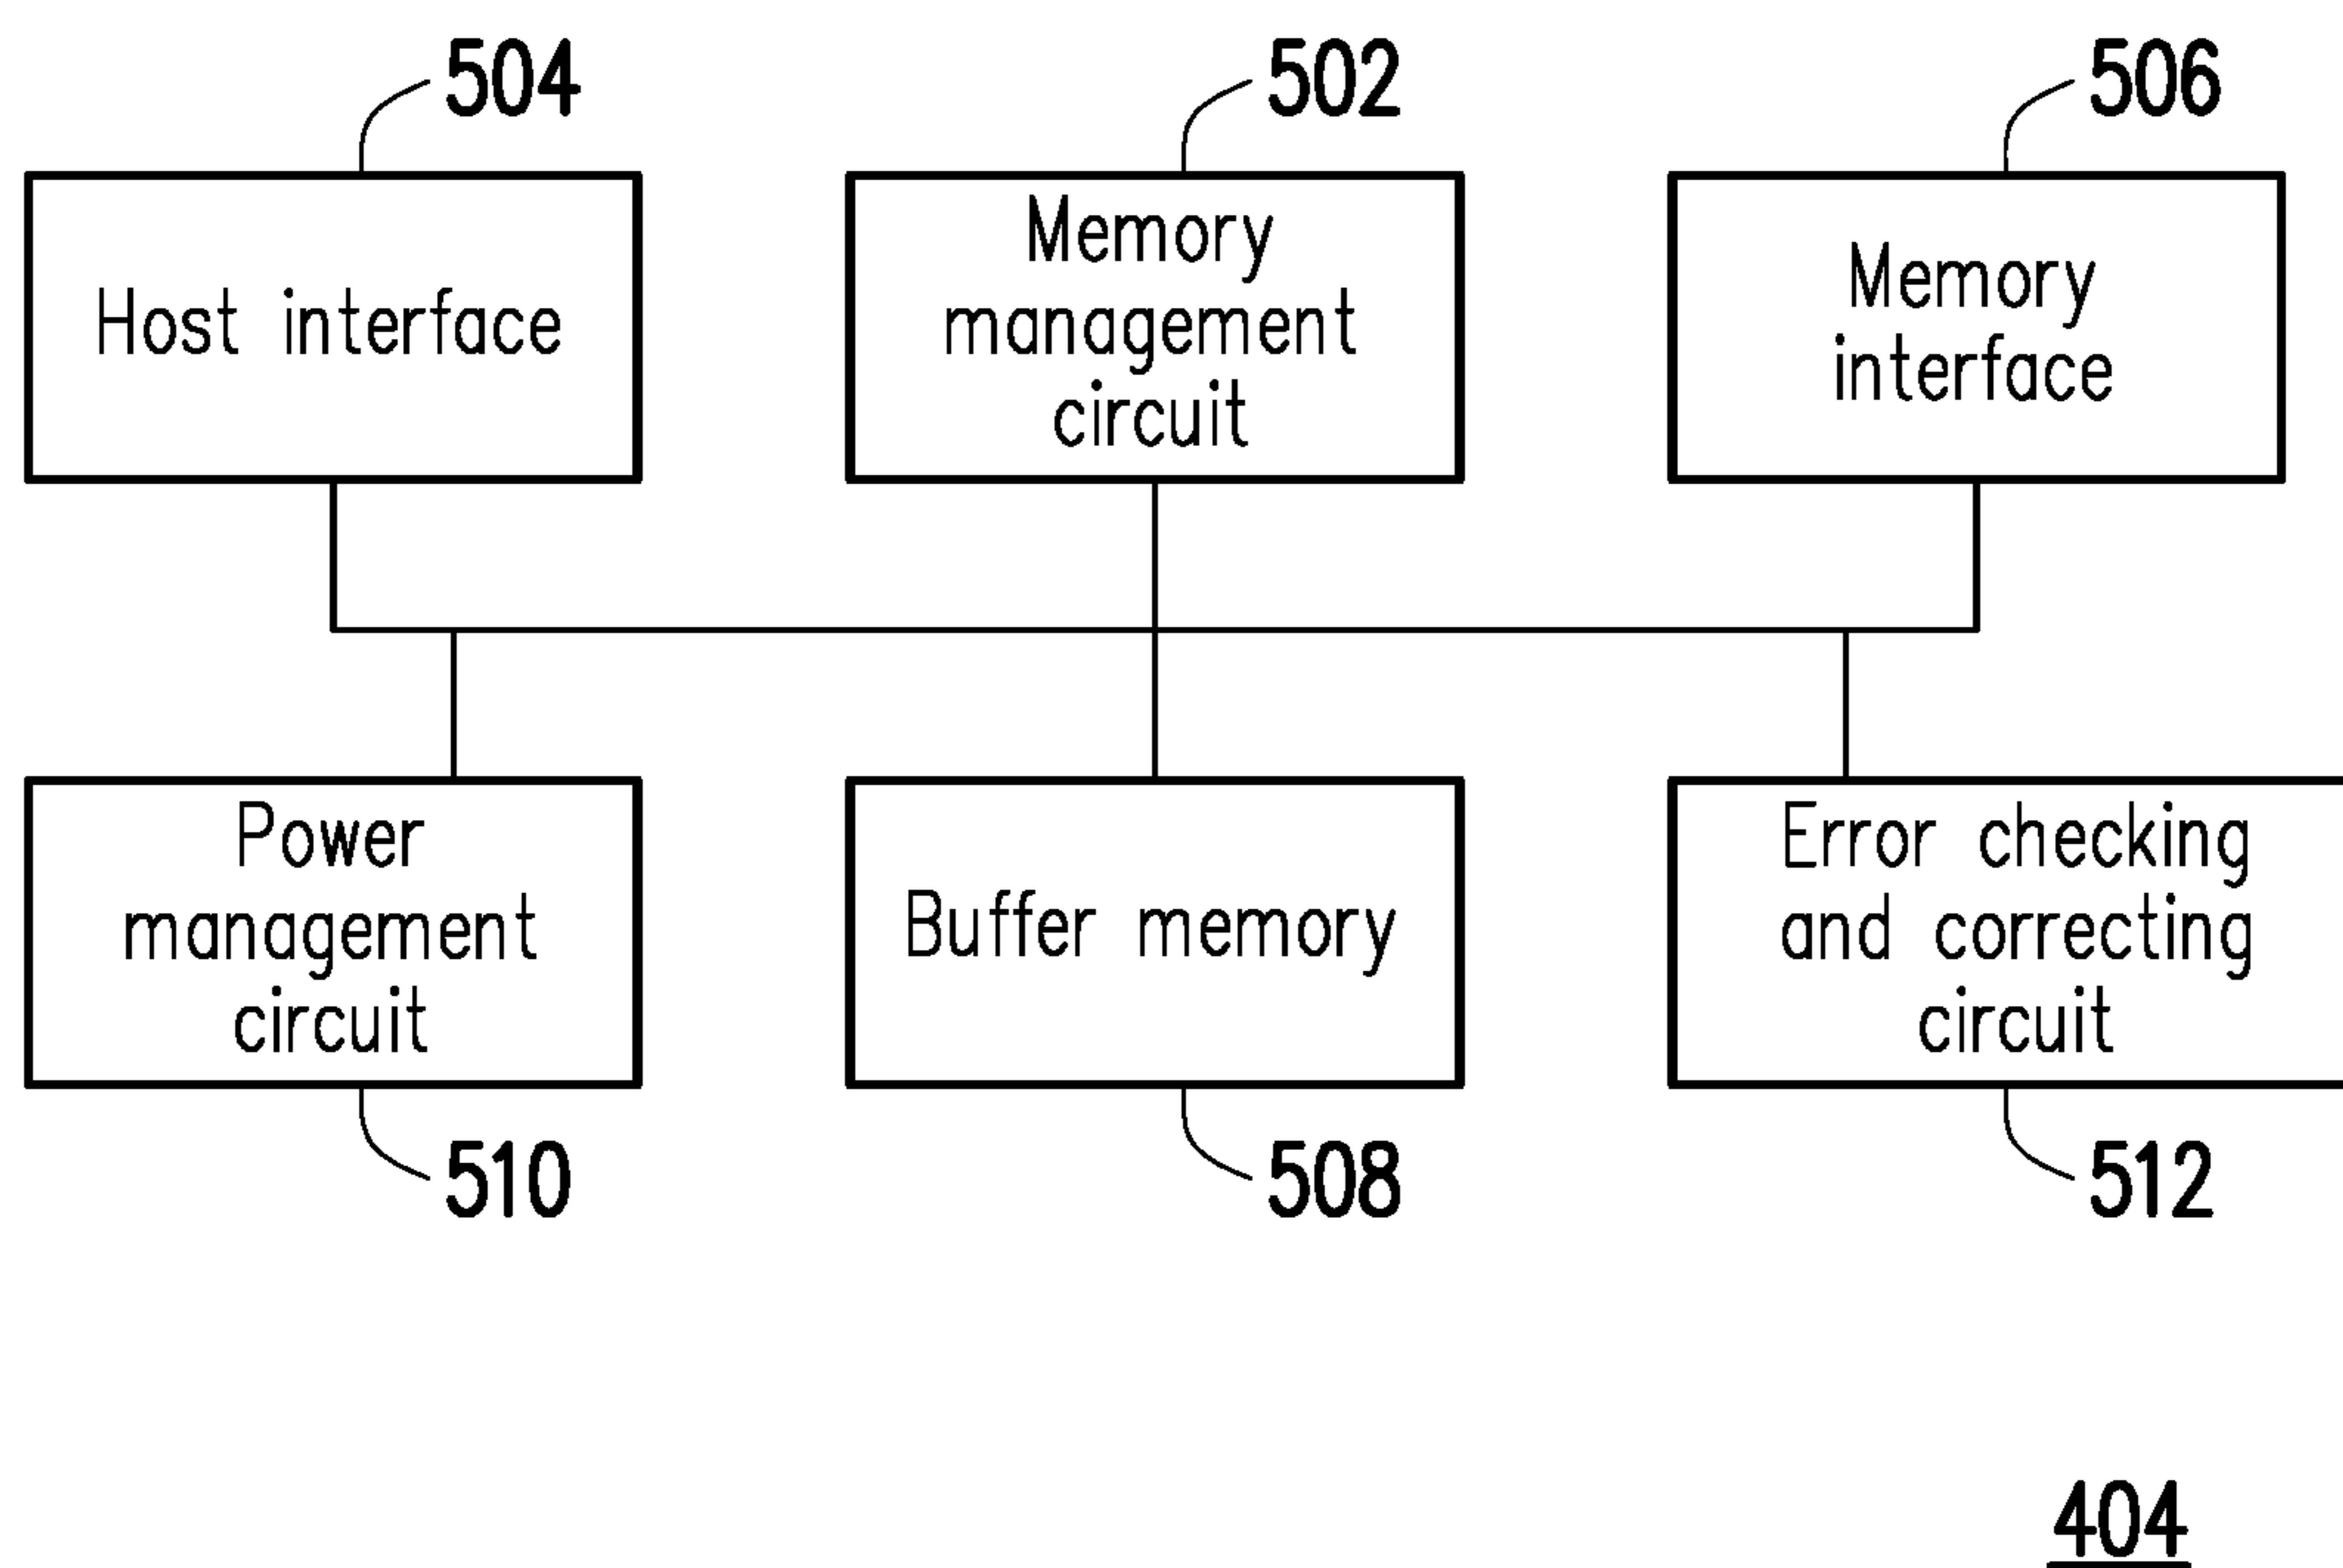 504
502
506
Host interface
Memory
management
circuit
Memory
interface
Power
management
circuit
Buffer memory
Error checking
and correcting
circuit
510
508
512
404